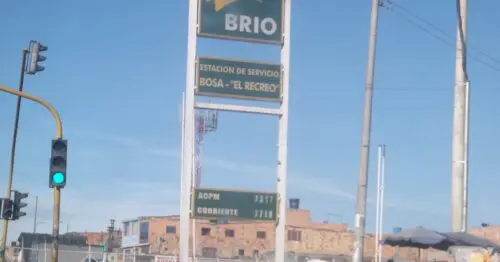 BRIO
ESTACION DE SERVICIO
BOSA - "EL RECREO"
ACPM
CORRIENTE